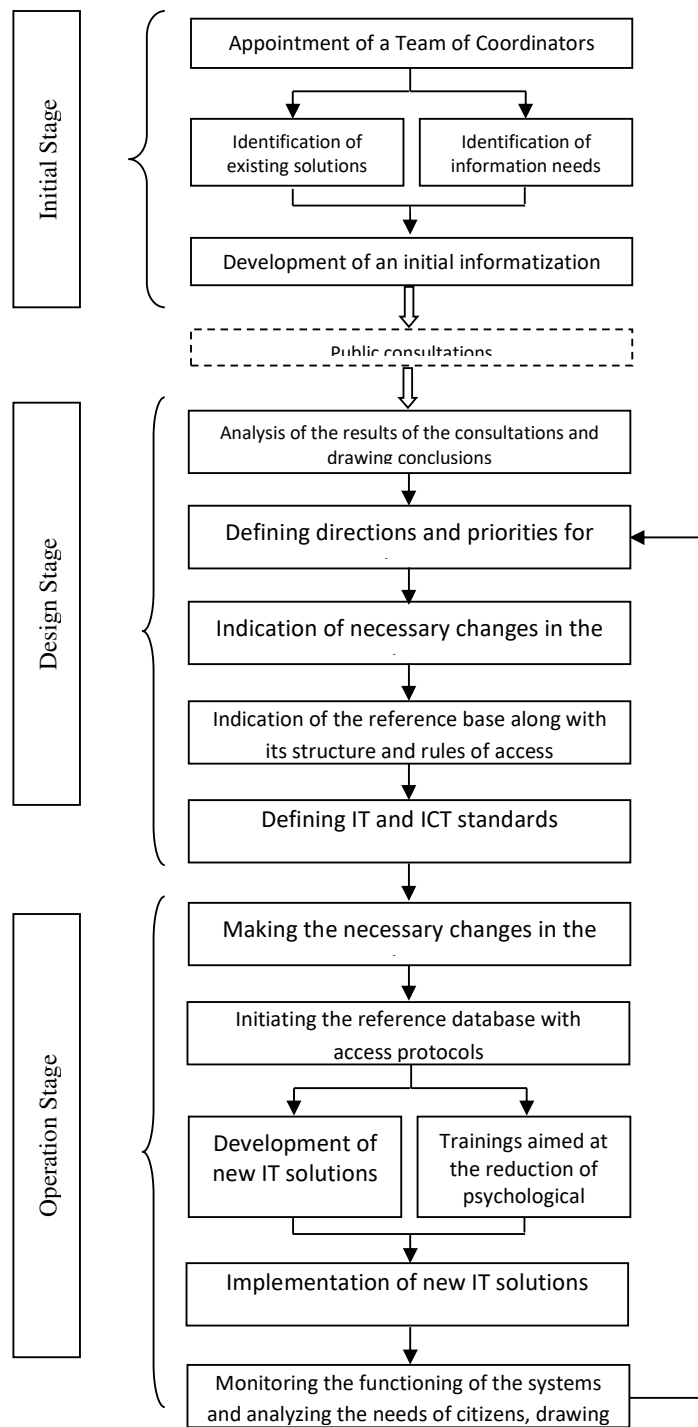 Initial Stage
Appointment of a Team of Coordinators
Identification of
existing solutions
Identification of
information needs
Development of an initial informatization
Public consultations
Design Stage
Analysis of the results of the consultations and
drawing conclusions
Defining directions and priorities for
Indication of necessary changes in the
Indication of the reference base along with
its structure and rules of access
Defining IT and ICT standards
Operation Stage
Making the necessary changes in the
Initiating the reference database with
access protocols
Development of
new IT solutions
Trainings aimed at
the reduction of
psychological
Implementation of new IT solutions
Monitoring the functioning of the systems
and analyzing the needs of citizens, drawing